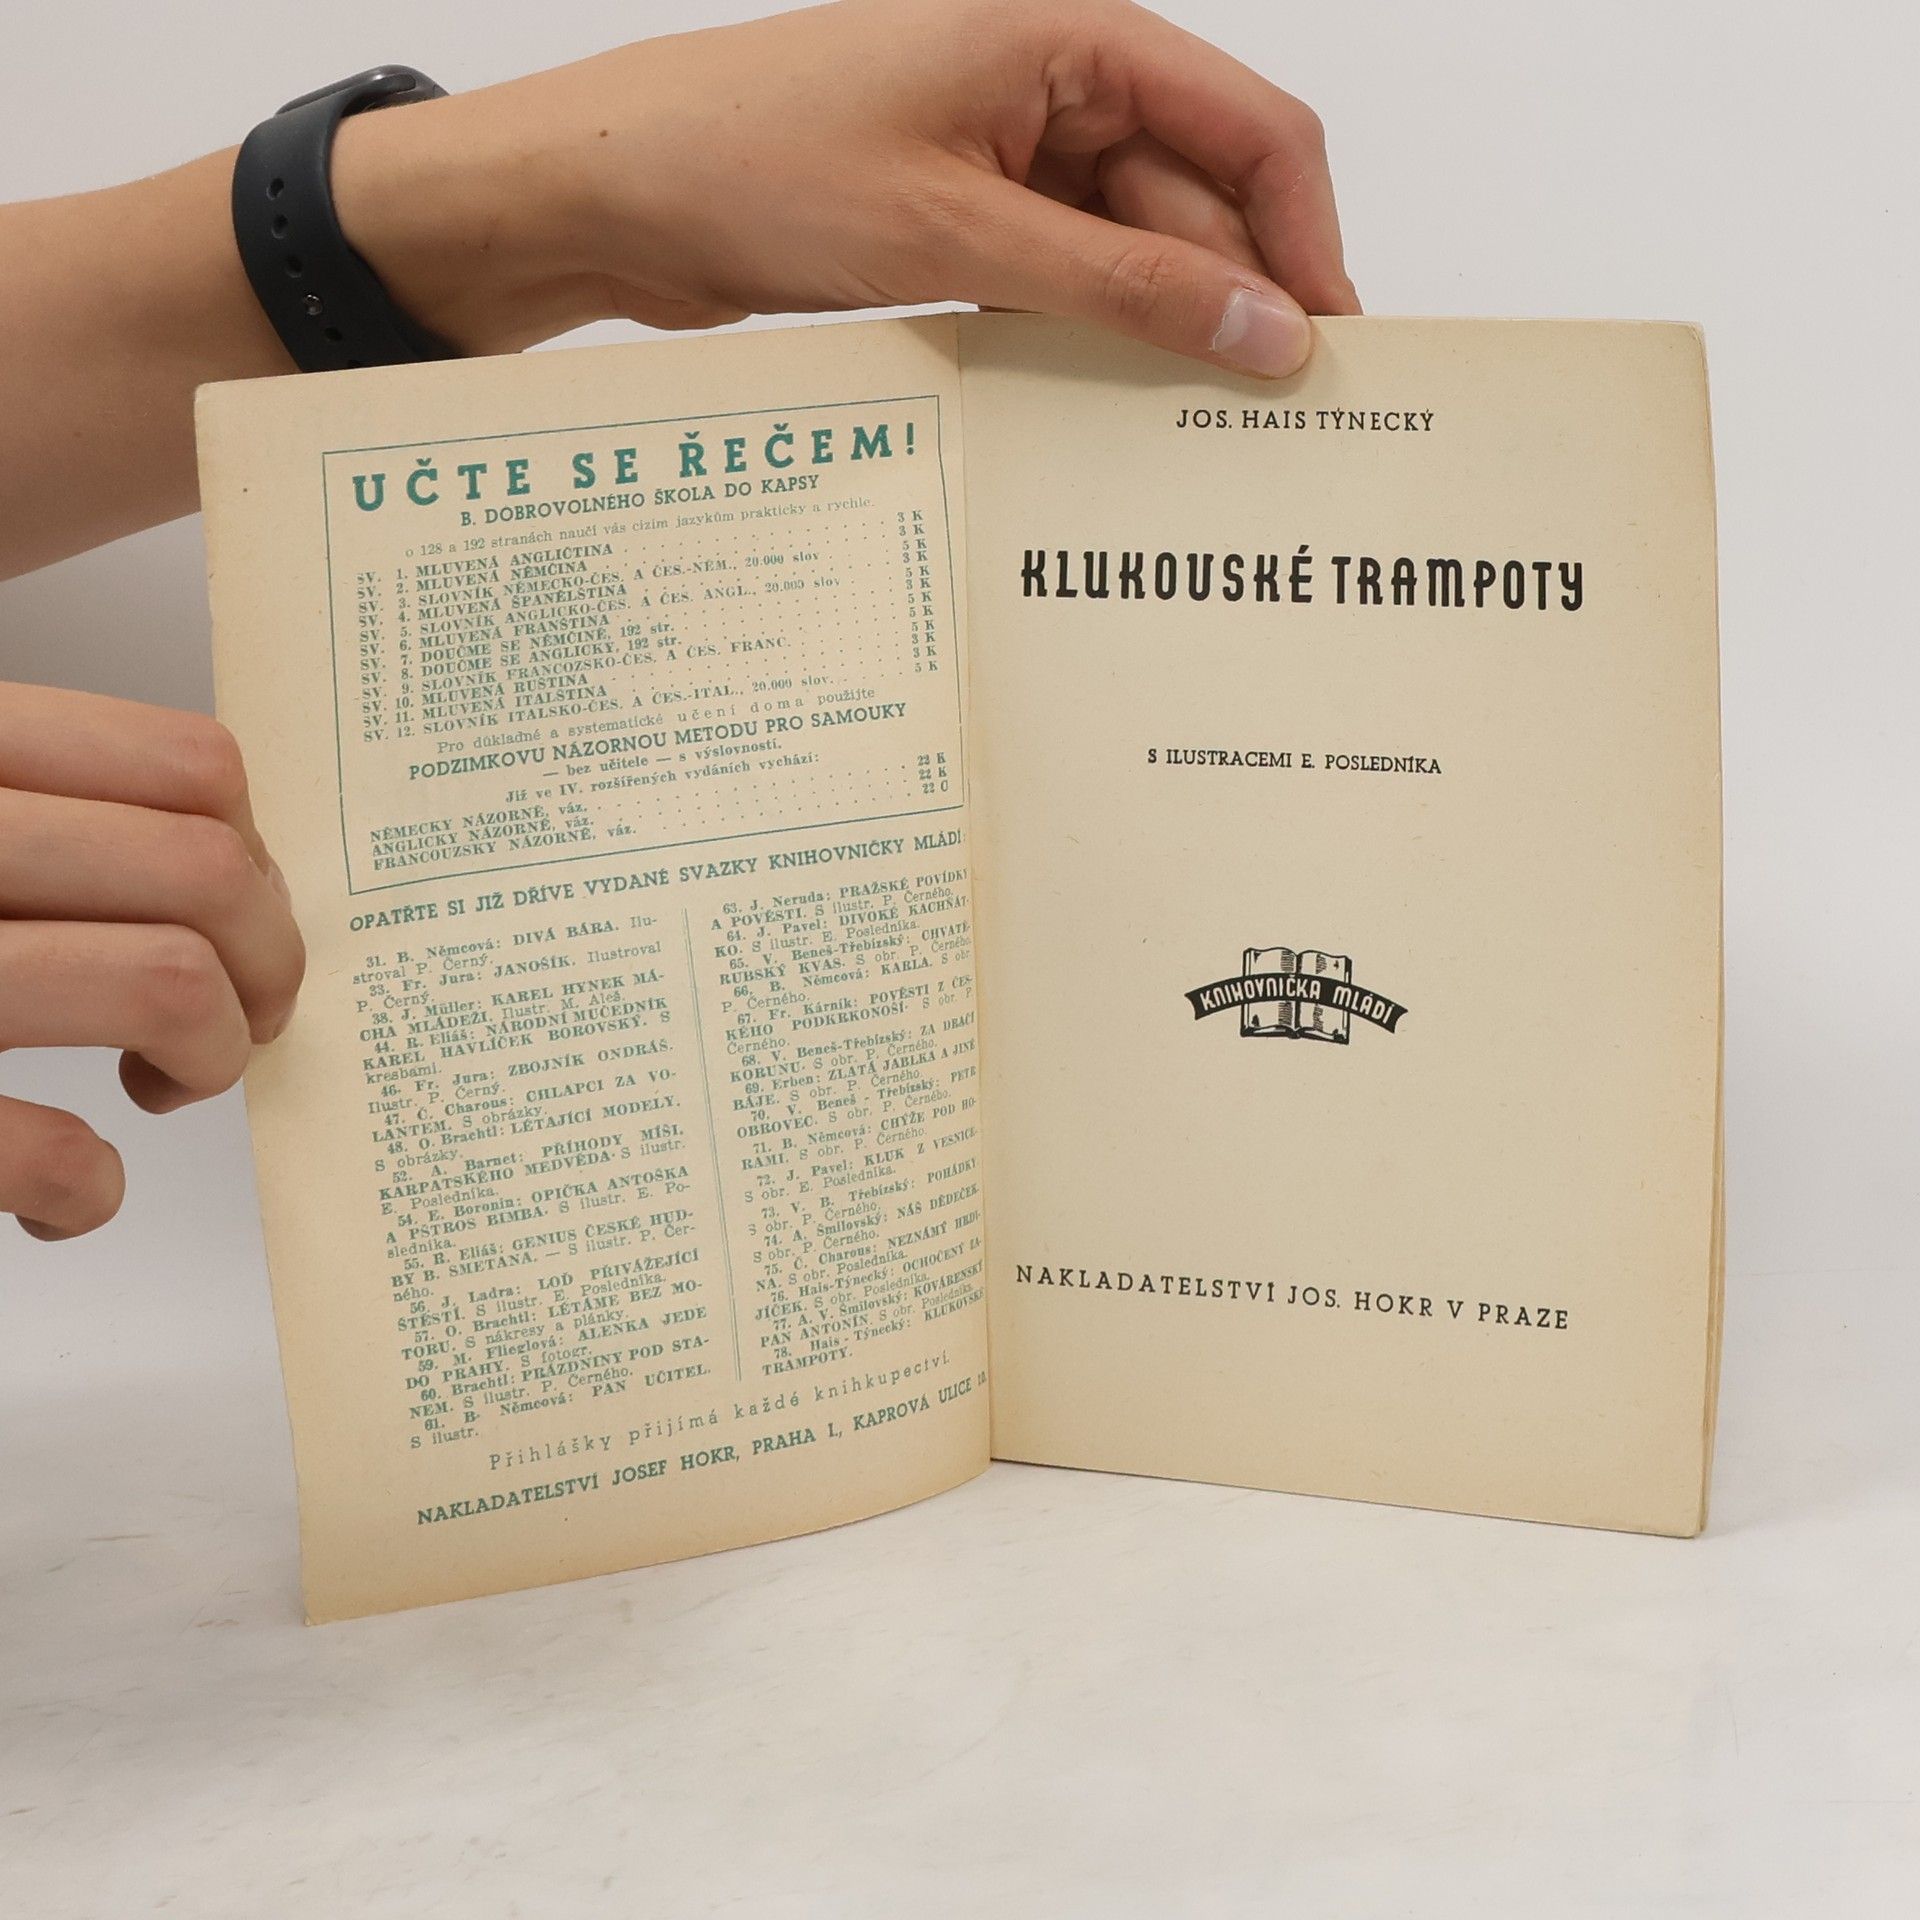 UČTE SE ŘEČEM!
B. DOBROVOLNÉHO ŠKOLA DO KAPSY
o 128 a 192 stranách naučí vás cizím jazykům prakticky a rychle.
SV. 1. MLUVENÁ ANGLIČTINA . . . 3 K
SV. 2. MLUVENÁ NĚMČINA . . . 3 K
SV. 3. SLOVNÍK NĚMECKO-ČES. A ČES.-NĚM., 20.000 slov . . 5 K
SV. 4. MLUVENÁ ŠPANĚLŠTINA . . . 3 K
SV. 5. SLOVNÍK ANGLICKO-ČES. A ČES. ANGL., 20.000 slov . . 5 K
SV. 6. MLUVENÁ FRANŠTINA . . . 3 K
SV. 7. DOUČME SE NĚMČINĚ, 192 str. . . . 5 K
SV. 8. DOUČME SE ANGLICKY, 192 str. . . . 5 K
SV. 9. SLOVNÍK FRANCOZSKO-ČES. A ČES. FRANC. . . . 5 K
SV. 10. MLUVENÁ RUŠTINA . . . 3 K
SV. 11. MLUVENÁ ITALŠTINA . . . 3 K
SV. 12. SLOVNÍK ITALSKO-ČES. A ČES.-ITAL., 20.000 slov. . . . 5 K
Pro důkladné a systematické učení doma použijte
PODZIMKOVU NÁZORNOU METODU PRO SAMOUKY
— bez učitele — s výslovností.
Již ve IV. rozšířených vydáních vychází:
NĚMECKY NÁZORNĚ, váz. . . . 22 K
ANGLICKY NÁZORNĚ, váz. . . . 22 K
FRANCOUZSKY NÁZORNĚ, váz. . . . 22 C
OPATŘTE SI JIŽ DŘÍVE VYDANÉ SVAZKY KNIHOVNIČKY MLÁDÍ:
31. B. Němcová: DIVÁ BÁRA. Ilu-
stroval P. Černý.
33. Fr. Jura: JANOŠÍK. Ilustroval
P. Černý.
38. J. Müller: KAREL HYNEK MÁ-
CHA MLÁDEŽI. Ilustr. M. Aleš.
44. R. Eliáš: NÁRODNÍ MUČEDNÍK
KAREL HAVLÍČEK BOROVSKÝ. S
kresbami.
46. Fr. Jura: ZBOJNÍK ONDRÁŠ.
Ilustr. P. Černý.
47. Č. Charous: CHLAPCI ZA VO-
LANTEM. S obrázky.
48. O. Brachtl: LÉTAJÍCÍ MODELY.
S obrázky.
52. A. Barnet: PŘÍHODY MÍŠI,
KARPATSKÉHO MEDVĚDA. S ilustr.
E. Posledníka.
54. E. Boronin: OPIČKA ANTOŠKA
A PŠTROS BIMBA. S ilustr. E. Po-
sledníka.
55. R. Eliáš: GENIUS ČESKÉ HUD-
BY B. SMETANA. — S ilustr. P. Čer-
ného.
56. J. Ladra: LOĎ PŘIVÁŽEJÍCÍ
ŠTĚSTÍ. S ilustr. E. Posledníka.
57. O. Brachtl: LÉTÁME BEZ MO-
TORU. S nákresy a plánky.
59. M. Flieglová: ALENKA JEDE
DO PRAHY. S fotogr.
60. Brachtl: PRÁZDNINY POD STA-
NEM. S ilustr. P. Černého.
61. B. Němcová: PAN UČITEL.
S ilustr.
63. J. Neruda: PRAŽSKÉ POVÍDKY
A POVĚSTI. S ilustr. P. Černého.
64. J. Pavel: DIVOKÉ KACHŇÁT-
KO. S ilustr. E. Posledníka.
65. V. Beneš-Třebízský: CHVATĚ-
RUBSKÝ KVAS. S obr. P. Černého.
66. B. Němcová: KARLA. S obr
P. Černého.
67. Fr. Kárník: POVĚSTI Z ČES-
KÉHO PODKRKONOŠÍ. S obr. P.
Černého.
68. V. Beneš-Třebízský: ZA DRAČÍ
KORUNU. S obr. P. Černého.
69. Erben: ZLATÁ JABLKA A JINÉ
BÁJE. S obr. P. Černého.
70. V. Beneš - Třebízský: PETR
OBROVEC. S obr. P. Černého.
71. B. Němcová: CHÝŽE POD HO-
RAMI. S obr. P. Černého.
72. J. Pavel: KLUK Z VESNICE.
S obr. E. Posledníka.
73. V. B. Třebízský: POHÁDKY
S obr. P. Černého.
74. A. Šmilovský: NÁŠ DĚDEČEK.
S obr. P. Černého.
75. Č. Charous: NEZNÁMÝ HRDI-
NA. S obr. Posledníka.
76. Hais-Týnecký: OCHOČENÝ ZA-
JÍČEK. S obr. Posledníka.
77. A. V. Šmilovský: KOVÁRENSKÝ
PAN ANTONÍN. S obr. Posledníka.
78. Hais - Týnecký: KLUKOVSKÉ
TRAMPOTY.
Přihlášky přijímá každé knihkupectví.
NAKLADATELSTVÍ JOSEF HOKR, PRAHA I., KAPROVA ULICE 10.
JOS. HAIS TÝNECKÝ
KLUKOVSKÉ TRAMPOTY
S ILUSTRACEMI E. POSLEDNÍKA
KNIHOVNIČKA MLÁDÍ
NAKLADATELSTVÍ JOS. HOKR V PRAZE